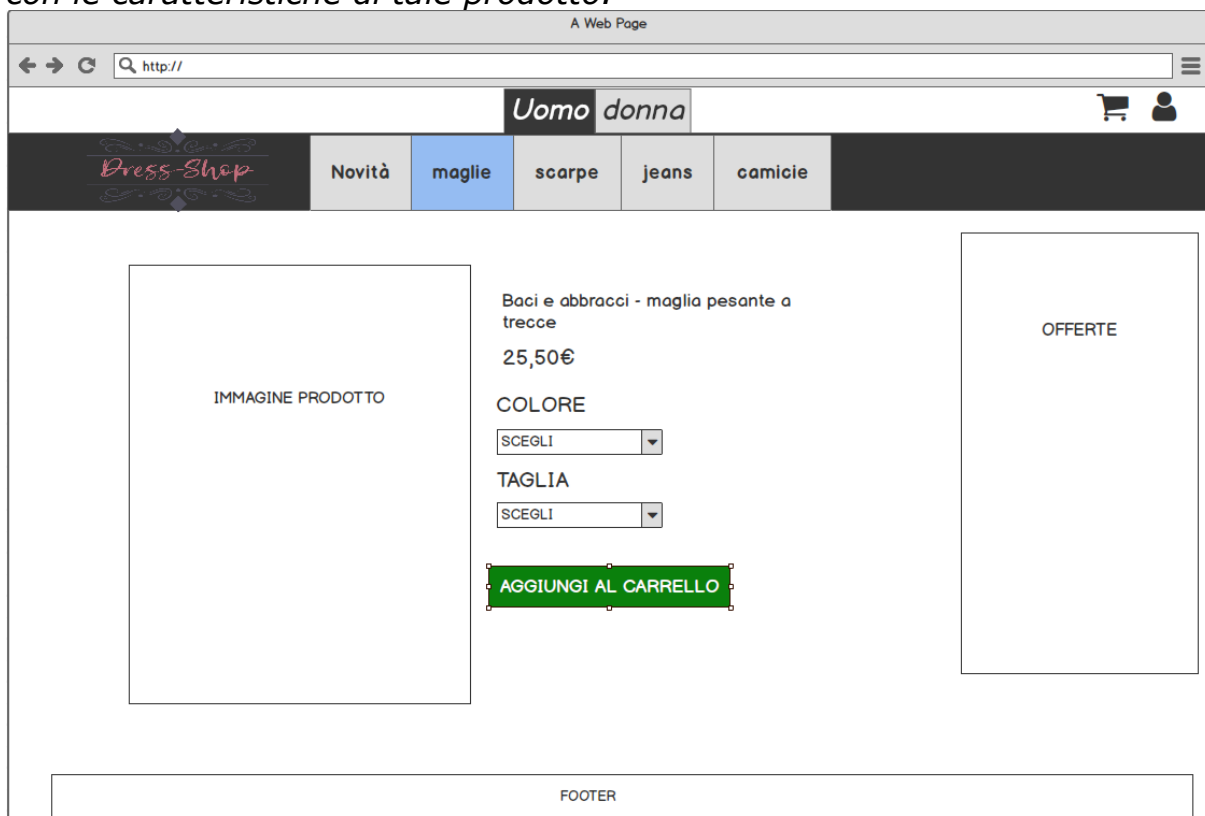 con le caratteristiche di tale prodotto.
A Web Page
http://
Uomo donna
Dress-Shop
Novità maglie scarpe jeans camicie
Baci e abbracci - maglia pesante a
trecce
25,50€
OFFERTE
IMMAGINE PRODOTTO
COLORE
SCEGLI
TAGLIA
SCEGLI
AGGIUNGI AL CARRELLO
FOOTER